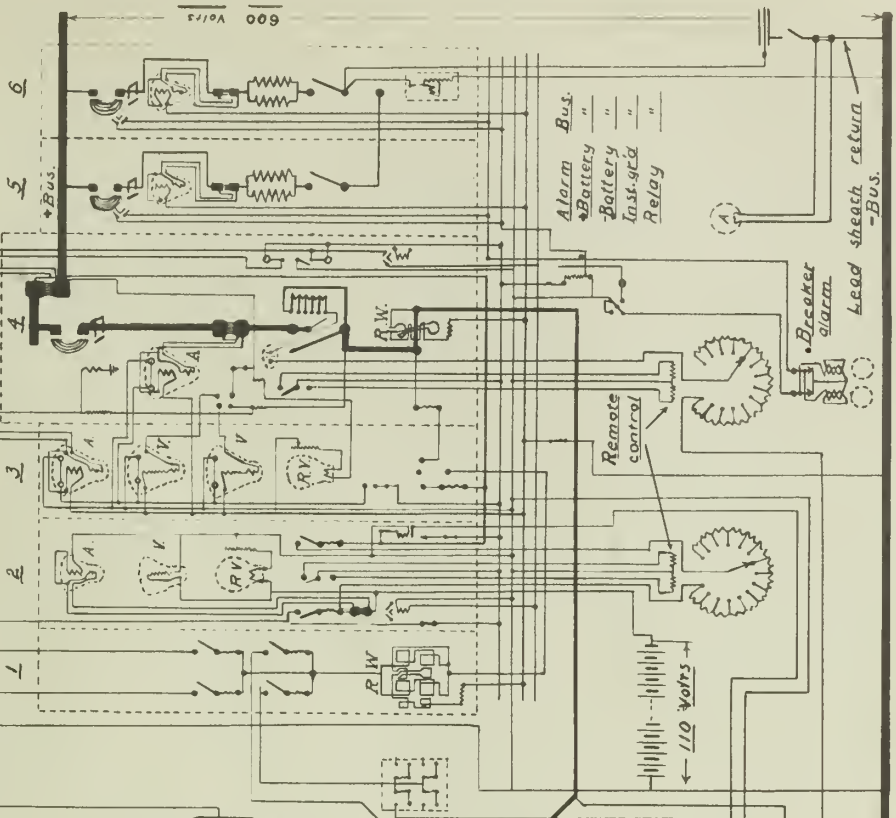 600 Volts
6
5
4
3
2
1
+Bus.
Alarm Bus.
+Battery "
-Battery "
Inst. grd "
Relay "
A
Lead sheath return
-Bus.
Breaker alarm
Remote control
R.W.
A.
A.
V.
V
R.V.
A.
V.
R.V.
R W
110 Volts